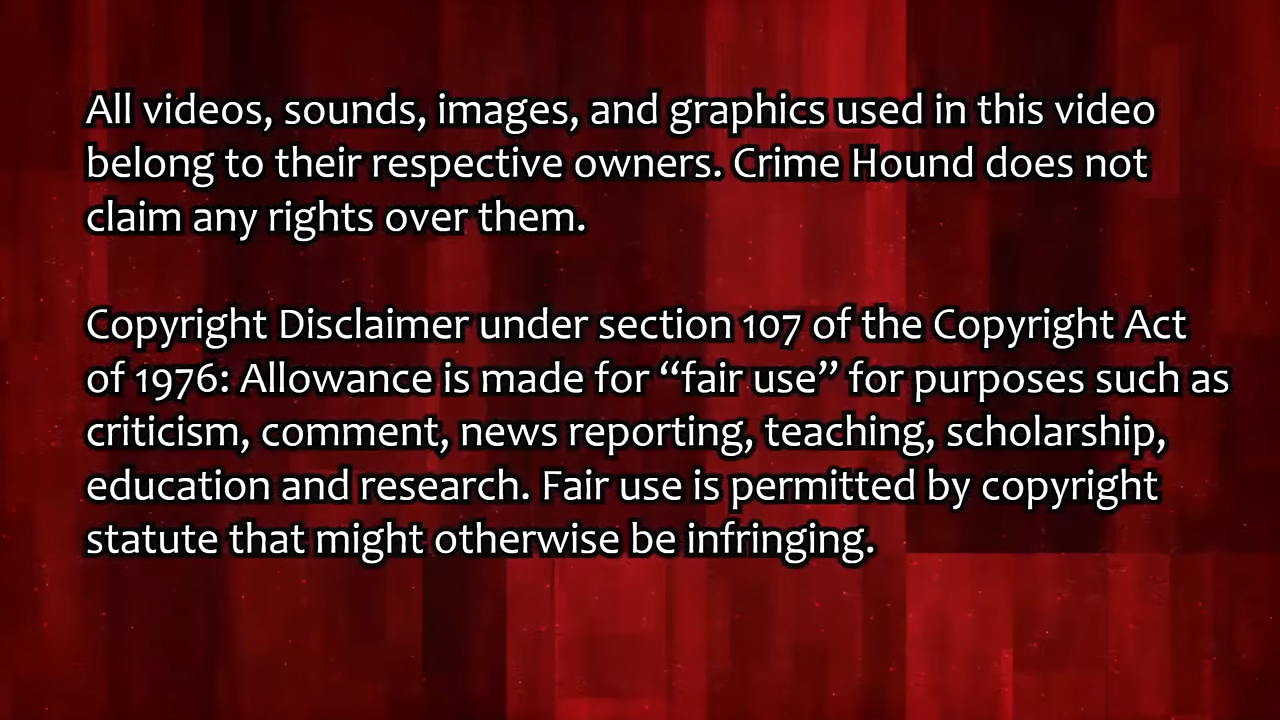 All videos, sounds, images, and graphics used in this video
belong to their respective owners. Crime Hound does not
claim any rights over them.
Copyright Disclaimer under section 107 of the Copyright Act
of 1976: Allowance is made for “fair use” for purposes such as
criticism, comment, news reporting, teaching, scholarship,
education and research. Fair use is permitted by copyright
statute that might otherwise be infringing.